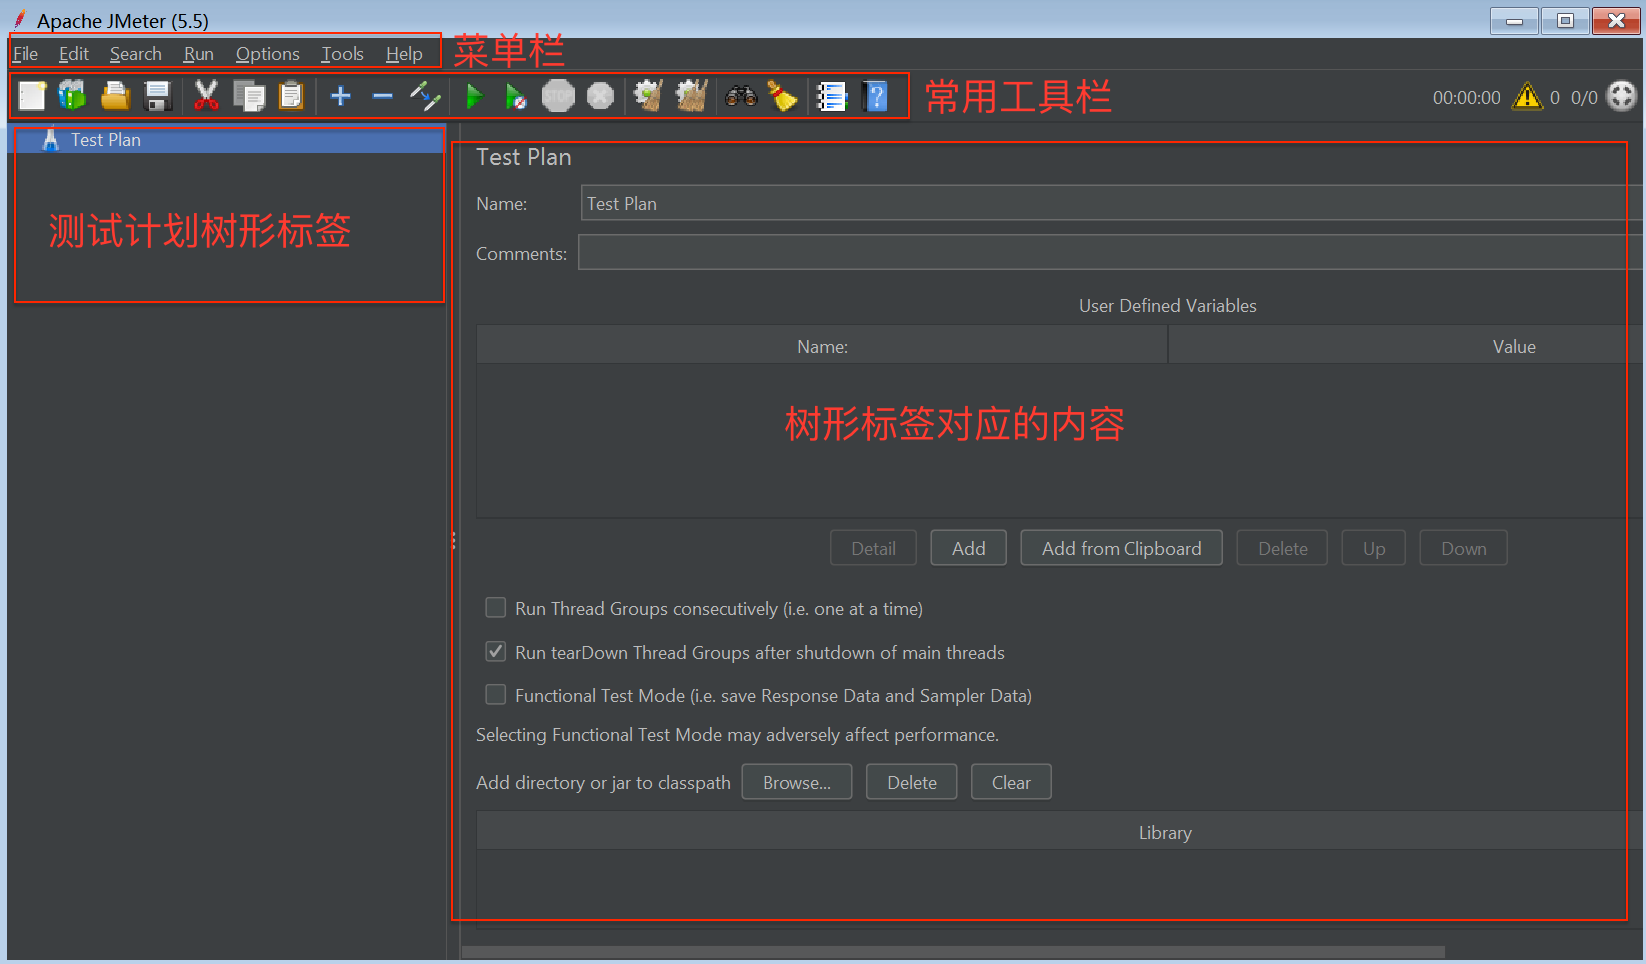 Apache JMeter (5.5)
File Edit Search Run Options Tools Help 菜单栏
STOP 常用工具栏 00:00:00 0 0/0
Test Plan
测试计划树形标签
Test Plan
Name: Test Plan
Comments:
User Defined Variables
Name: Value
树形标签对应的内容
Detail Add Add from Clipboard Delete Up Down
Run Thread Groups consecutively (i.e. one at a time)
Run tearDown Thread Groups after shutdown of main threads
Functional Test Mode (i.e. save Response Data and Sampler Data)
Selecting Functional Test Mode may adversely affect performance.
Add directory or jar to classpath Browse... Delete Clear
Library